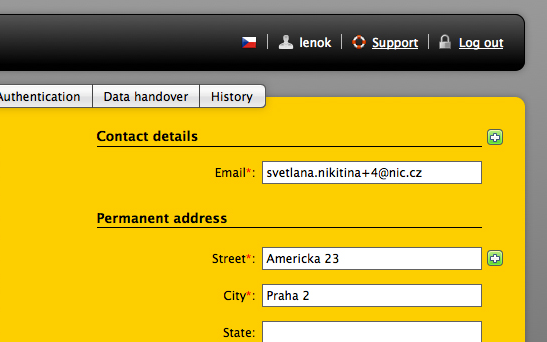 lenok Support Log out
Authentication Data handover History
Contact details
Email*: svetlana.nikitina+4@nic.cz
Permanent address
Street*: Americka 23
City*: Praha 2
State: